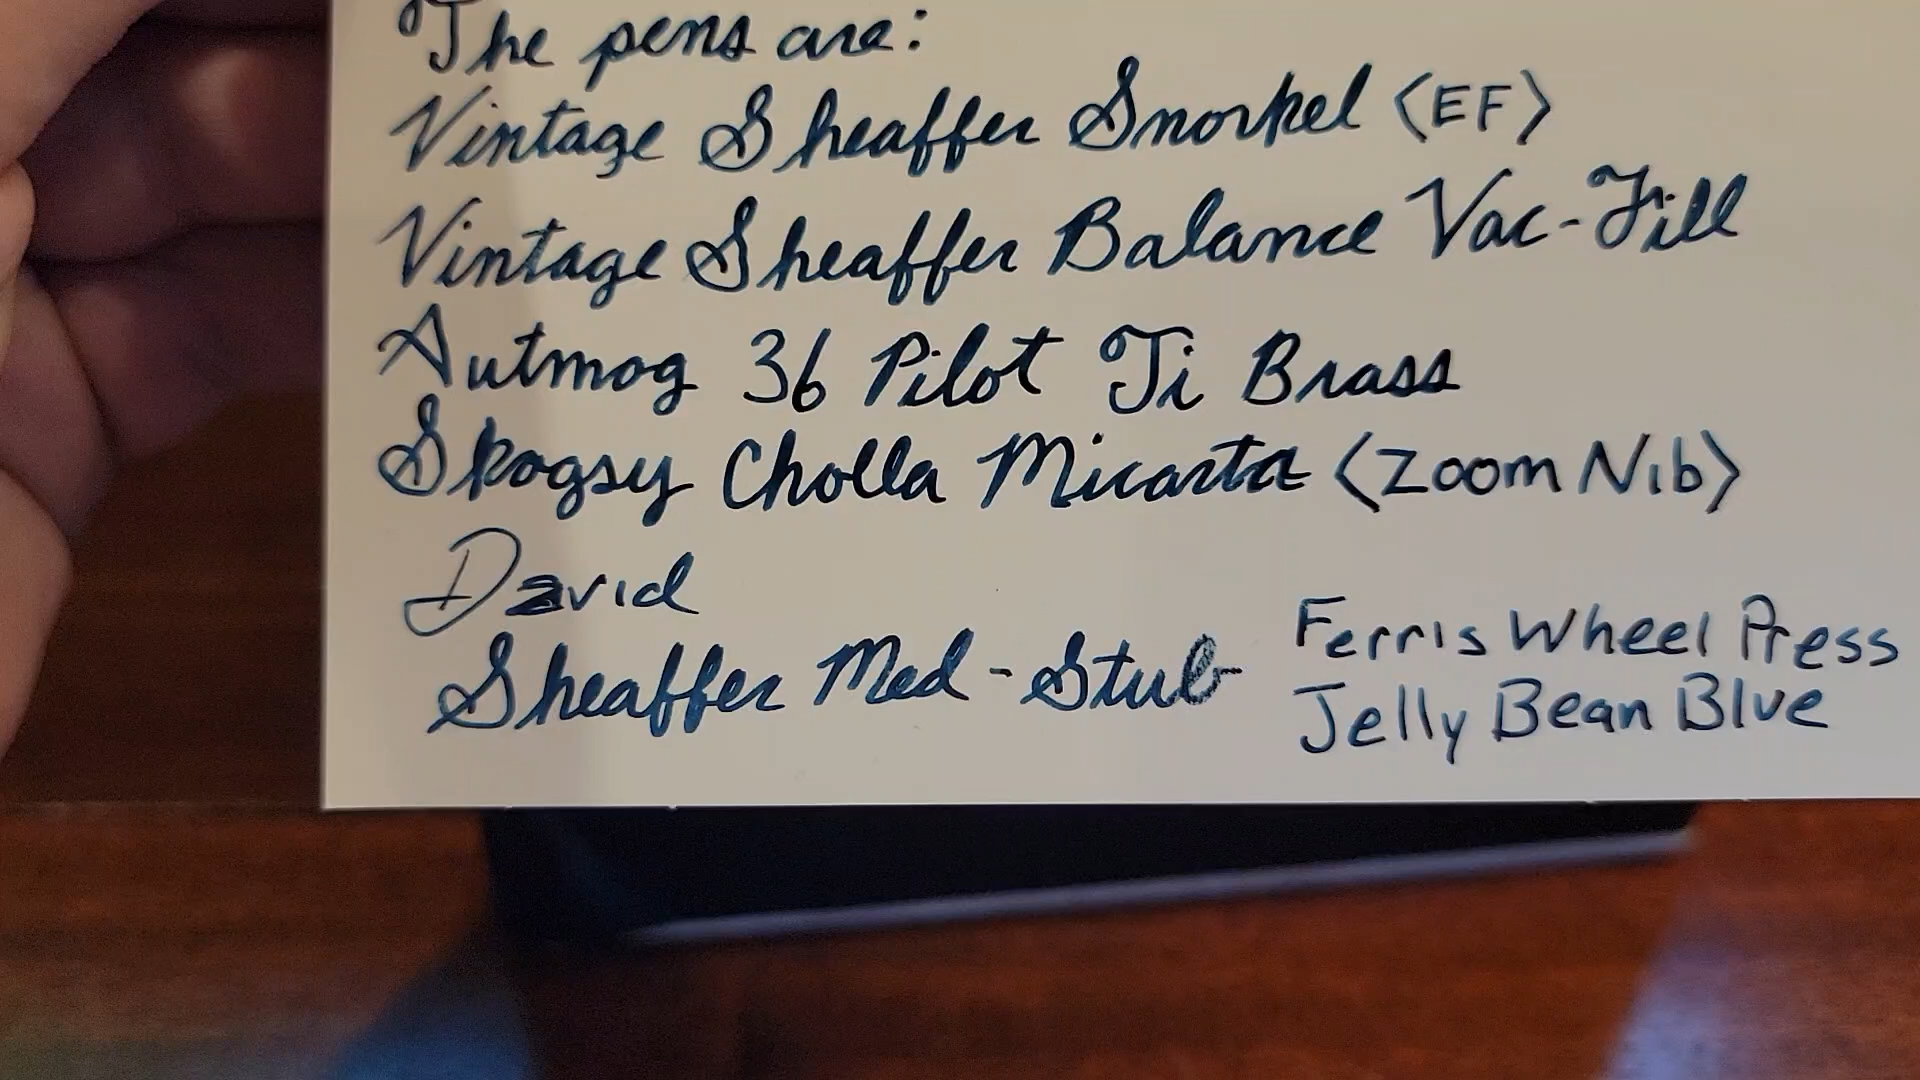 The pens are:
Vintage Sheaffer Snorkel <EF>
Vintage Sheaffer Balance Vac-Fill
Autmog 36 Pilot Ti Brass
Skogsy Cholla Micarta <Zoom Nib>
David
Sheaffer Med-Stub
Ferris Wheel Press
Jelly Bean Blue